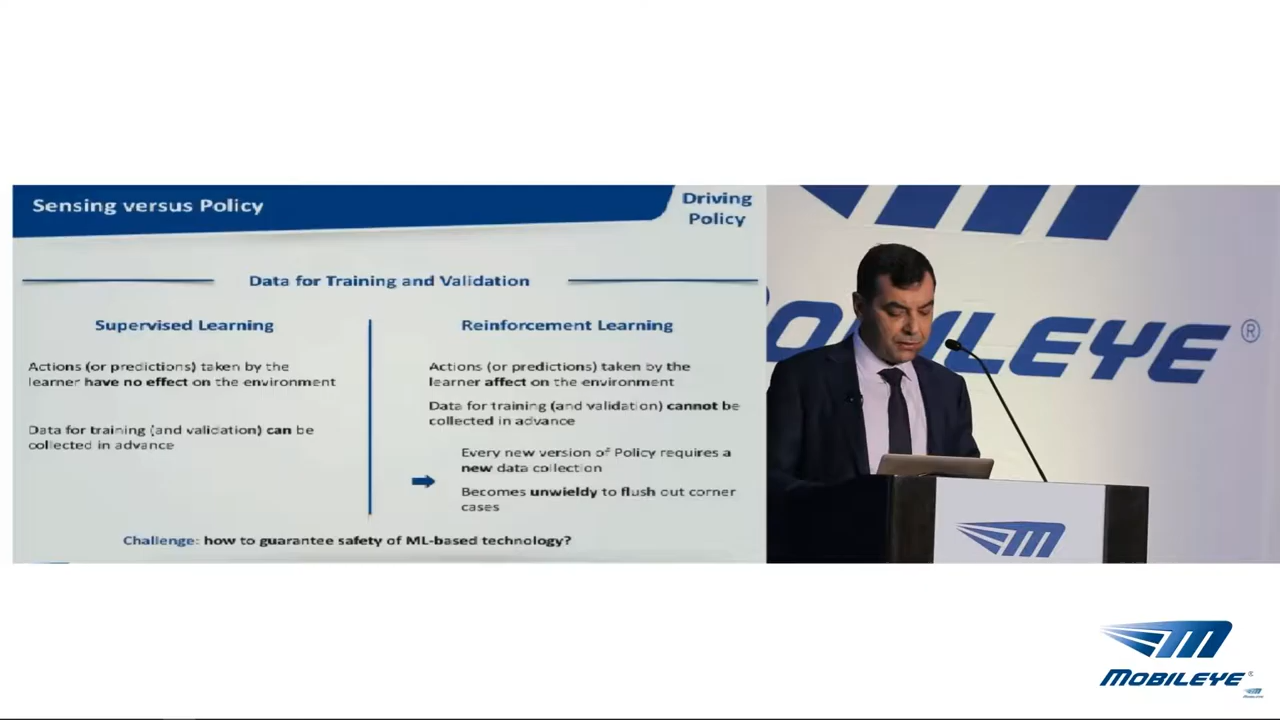 Sensing versus Policy
Driving
Policy
Data for Training and Validation
Supervised Learning
Actions (or predictions) taken by the
learner have no effect on the environment
Data for training (and validation) can be
collected in advance
Reinforcement Learning
Actions (or predictions) taken by the
learner affect on the environment
Data for training (and validation) cannot be
collected in advance
Every new version of Policy requires a
new data collection
Becomes unwieldy to flush out corner
cases
Challenge: how to guarantee safety of ML-based technology?
OBILEYE ®
MOBILEYE